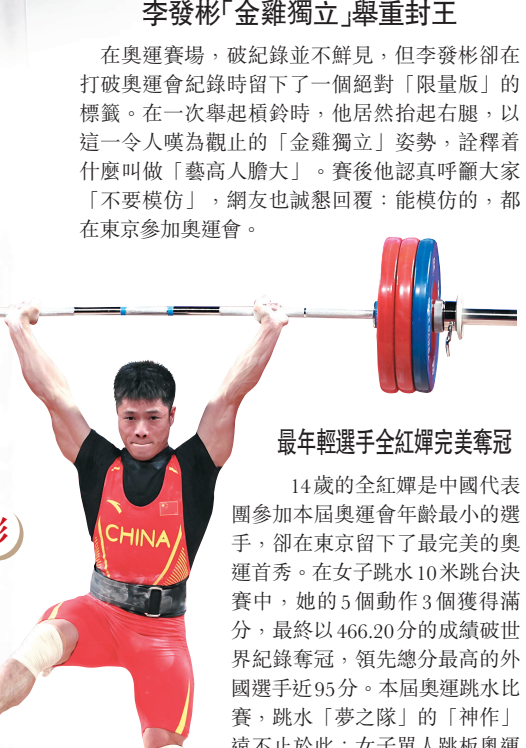 李發彬「金雞獨立」舉重封王
在奧運賽場，破紀錄並不鮮見，但李發彬卻在
打破奧運會紀錄時留下了一個絕對「限量版」的
標籤。在一次舉起槓鈴時，他居然抬起右腿，以
這一令人嘆為觀止的「金雞獨立」姿勢，詮釋着
什麼叫做「藝高人膽大」。賽後他認真呼籲大家
「不要模仿」，網友也誠懇回覆：能模仿的，都
在東京參加奧運會。
CHINA
最年輕選手全紅嬋完美奪冠
14歲的全紅嬋是中國代表
團參加本屆奧運會年齡最小的選
手，卻在東京留下了最完美的奧
運首秀。在女子跳水10米跳台決
賽中，她的5個動作3個獲得滿
分，最終以466.20分的成績破世
界紀錄奪冠，領先總分最高的外
國選手近95分。本屆奧運跳水比
賽，跳水「夢之隊」的「神作」
遠不止於此：女子單人跳板奧運